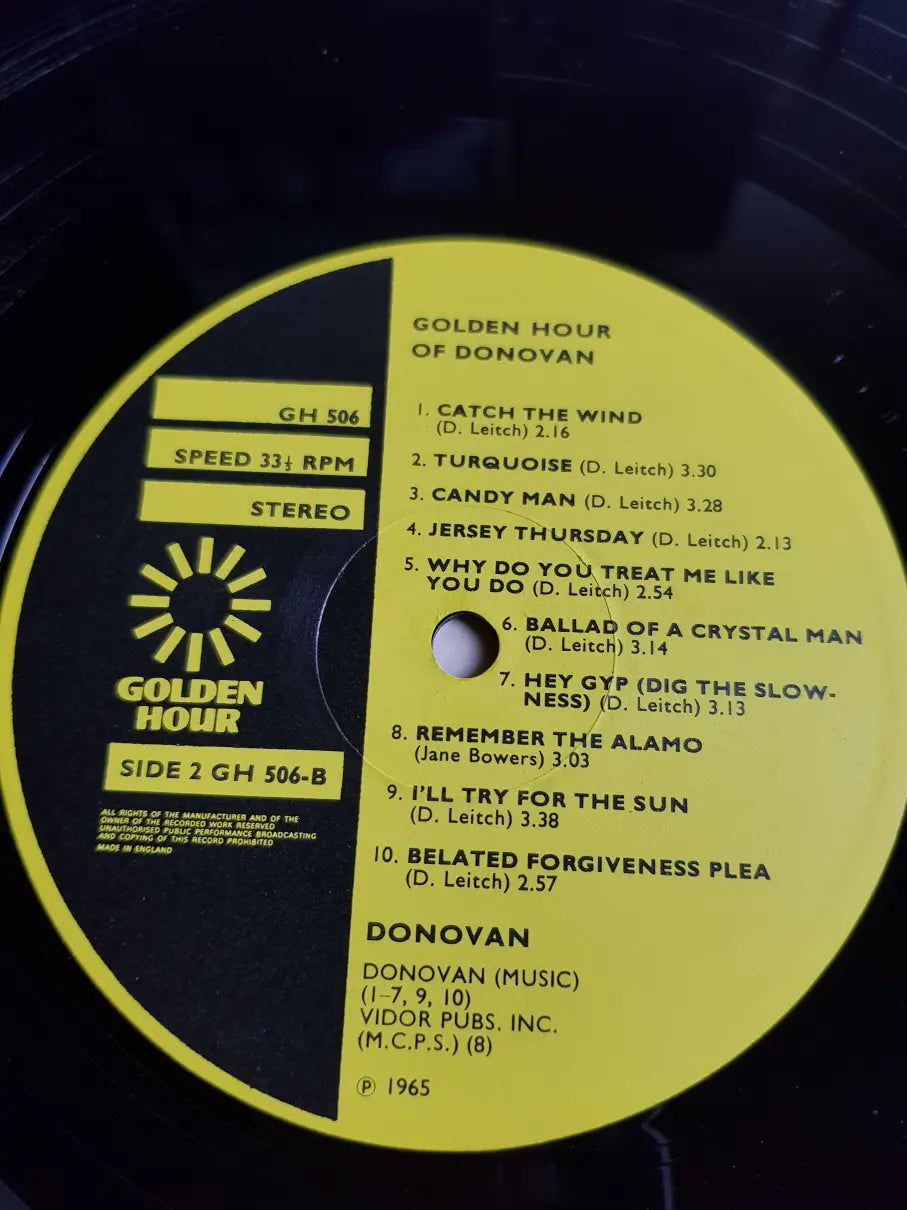 GH 506
SPEED 33⅓ RPM
STEREO
GOLDEN
HOUR
SIDE 2 GH 506-B
ALL RIGHTS OF THE MANUFACTURER AND OF THE
OWNER OF THE RECORDED WORK RESERVED
UNAUTHORISED PUBLIC PERFORMANCE BROADCASTING
AND COPYING OF THIS RECORD PROHIBITED
MADE IN ENGLAND
GOLDEN HOUR
OF DONOVAN
1. CATCH THE WIND
(D. Leitch) 2.16
2. TURQUOISE (D. Leitch) 3.30
3. CANDY MAN (D. Leitch) 3.28
4. JERSEY THURSDAY (D. Leitch) 2.13
5. WHY DO YOU TREAT ME LIKE
YOU DO (D. Leitch) 2.54
6. BALLAD OF A CRYSTAL MAN
(D. Leitch) 3.14
7. HEY GYP (DIG THE SLOW-
NESS) (D. Leitch) 3.13
8. REMEMBER THE ALAMO
(Jane Bowers) 3.03
9. I'LL TRY FOR THE SUN
(D. Leitch) 3.38
10. BELATED FORGIVENESS PLEA
(D. Leitch) 2.57
DONOVAN
DONOVAN (MUSIC)
(1-7, 9, 10)
VIDOR PUBS. INC.
(M.C.P.S.) (8)
℗ 1965